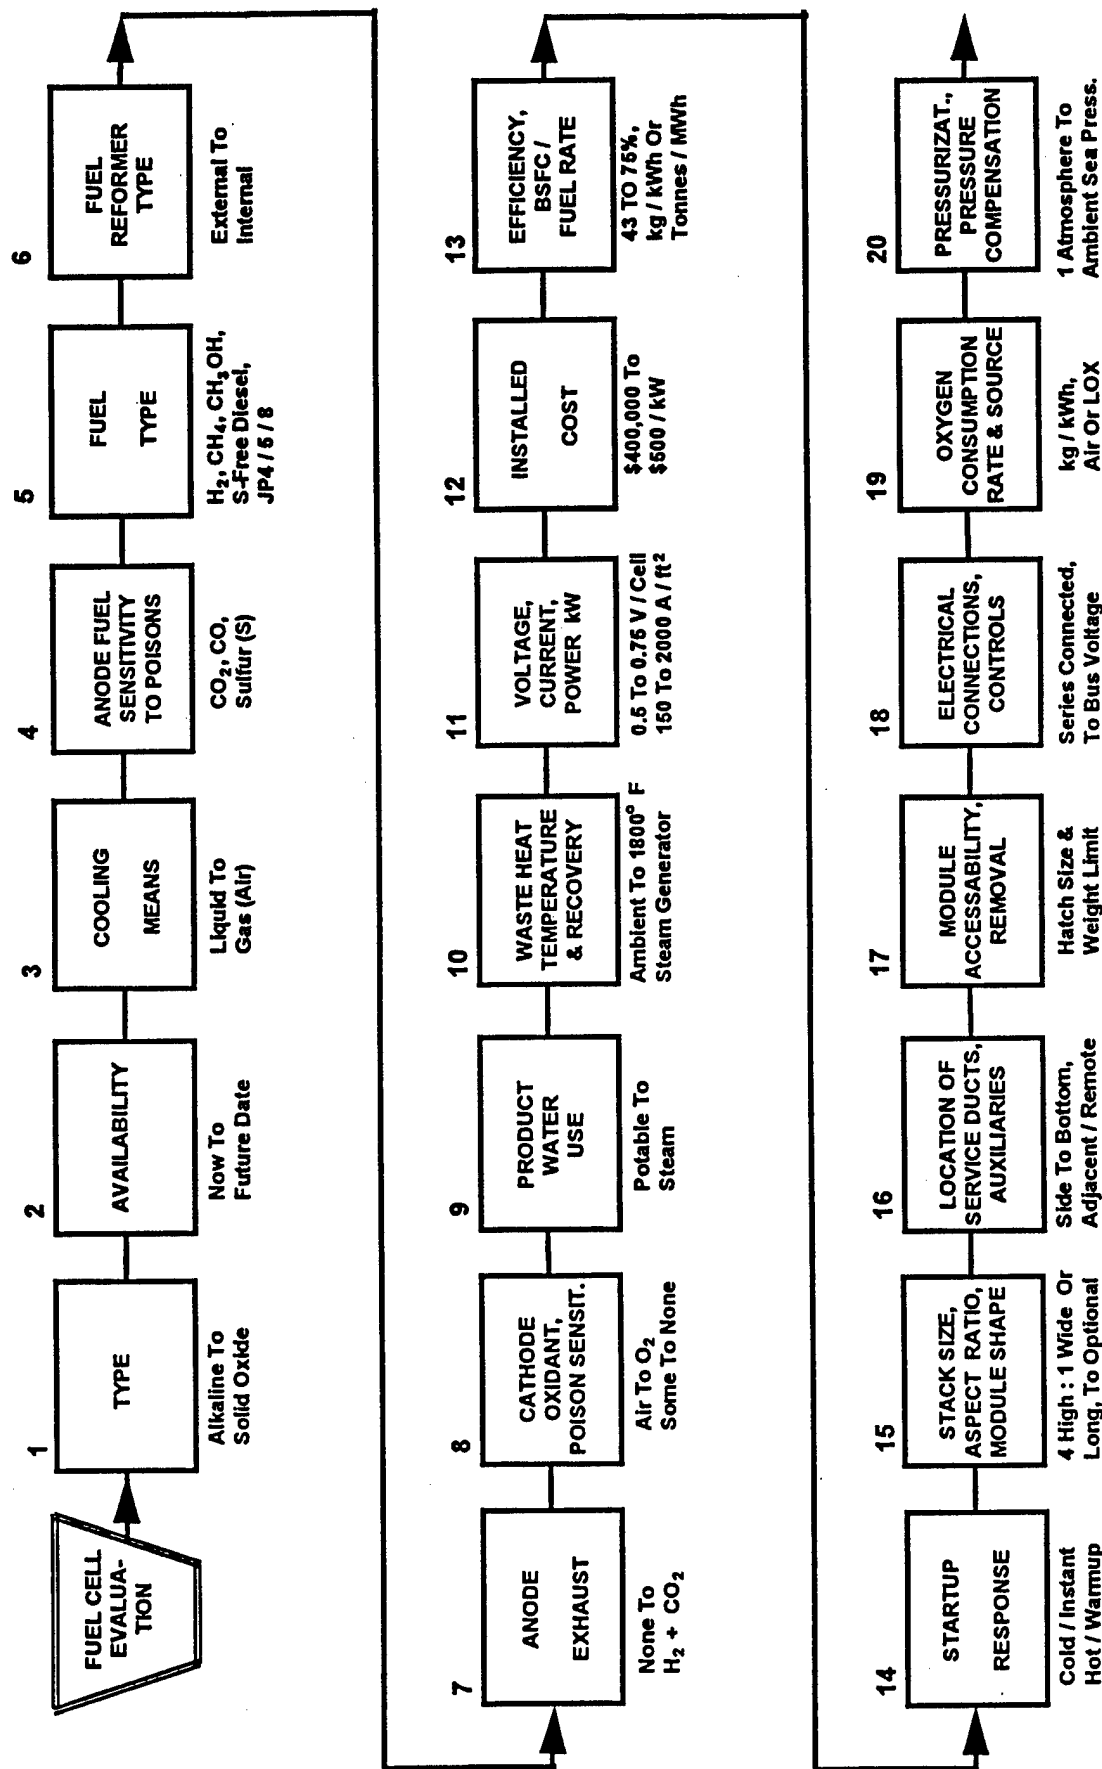 FUEL CELL
EVALUA-
TION
1
TYPE
Alkaline To
Solid Oxide
2
AVAILABILITY
Now To
Future Date
3
COOLING
MEANS
Liquid To
Gas (Air)
4
ANODE FUEL
SENSITIVITY
TO POISONS
CO₂, CO,
Sulfur (S)
5
FUEL
TYPE
H₂, CH₄, CH₃OH,
S-Free Diesel,
JP4 / 5 / 8
6
FUEL
REFORMER
TYPE
External To
Internal
7
ANODE
EXHAUST
None To
H₂ + CO₂
8
CATHODE
OXIDANT,
POISON SENSIT.
Air To O₂
Some To None
9
PRODUCT
WATER
USE
Potable To
Steam
10
WASTE HEAT
TEMPERATURE
& RECOVERY
Ambient To 1800° F
Steam Generator
11
VOLTAGE,
CURRENT,
POWER kW
0.5 To 0.75 V / Cell
150 To 2000 A / ft²
12
INSTALLED
COST
$400,000 To
$500 / kW
13
EFFICIENCY,
BSFC /
FUEL RATE
43 TO 75%,
kg / kWh Or
Tonnes / MWh
14
STARTUP
RESPONSE
Cold / Instant
Hot / Warmup
15
STACK SIZE,
ASPECT RATIO,
MODULE SHAPE
4 High : 1 Wide Or
Long, To Optional
16
LOCATION OF
SERVICE DUCTS,
AUXILIARIES
Side To Bottom,
Adjacent / Remote
17
MODULE
ACCESSABILITY,
REMOVAL
Hatch Size &
Weight Limit
18
ELECTRICAL
CONNECTIONS,
CONTROLS
Series Connected,
To Bus Voltage
19
OXYGEN
CONSUMPTION
RATE & SOURCE
kg / kWh,
Air Or LOX
20
PRESSURIZAT.,
PRESSURE
COMPENSATION
1 Atmosphere To
Ambient Sea Press.